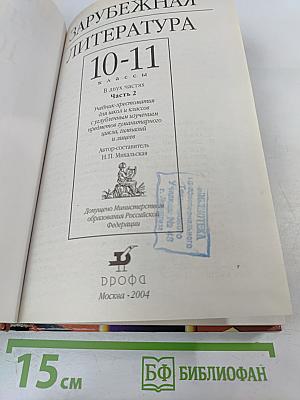 ЗАРУБЕЖНАЯ
ЛИТЕРАТУРА
10-11
КЛАССЫ
В двух частях
Часть 2
Учебник-хрестоматия
для школ и классов
с углубленным изучением
предметов гуманитарного
цикла, гимназий
и лицеев
Автор-составитель
Н.П. Михальская
Допущено Министерством
образования Российской
Федерации
БИБЛИОТЕКА
ДРОФА
Москва · 2004
15 см
БФ БИБЛИОФАН